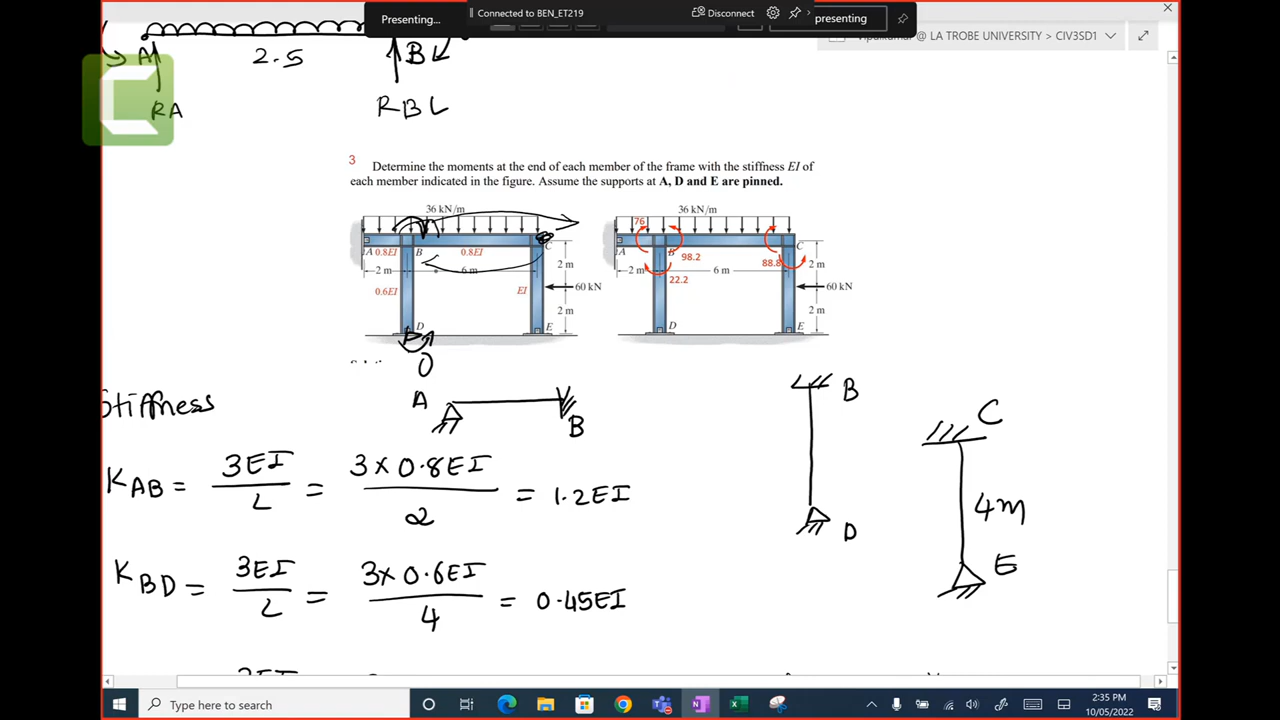 Presenting...
Connected to BEN_ET219
Disconnect
presenting
@ LA TROBE UNIVERSITY > CIV3SD1
A
2.5
B
RA
RBL
3 Determine the moments at the end of each member of the frame with the stiffness EI of
each member indicated in the figure. Assume the supports at A, D and E are pinned.
36 kN/m
A 0.8EI B 0.8EI C
2 m 6 m 2 m
0.6EI EI 60 kN
2 m
D E
0
36 kN/m
76
A B C
98.2 88.8 2 m
2 m 6 m
22.2 60 kN
2 m
D E
Stiffness
A
B
B
D
C
4m
E
KAB = 3EI/L = 3 x 0.8EI/2 = 1.2EI
KBD = 3EI/L = 3x 0.6EI/4 = 0.45EI
Type here to search
2:35 PM
10/05/2022